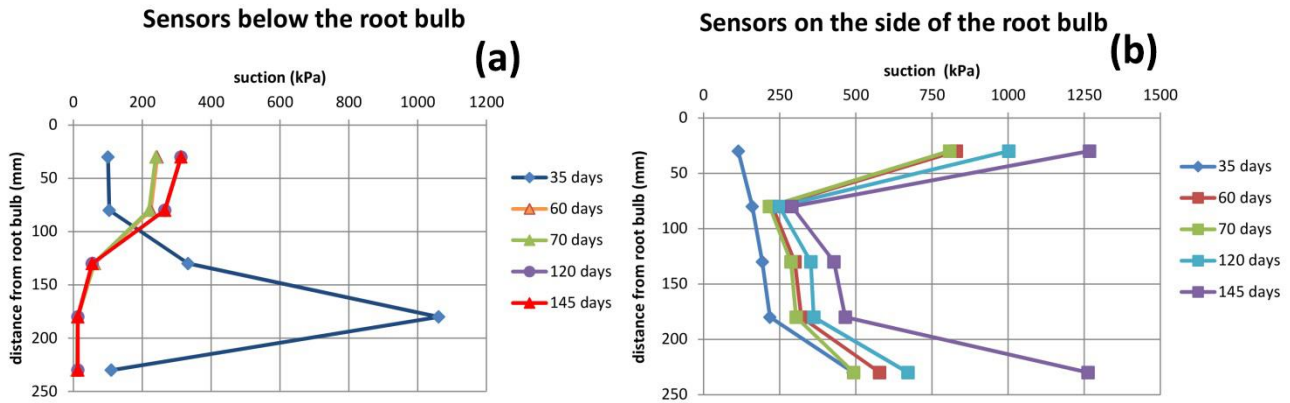 Sensors below the root bulb
(a)
suction (kPa)
0 200 400 600 800 1000 1200
0
50
100
150
200
250
distance from root bulb (mm)
35 days
60 days
70 days
120 days
145 days
Sensors on the side of the root bulb
(b)
suction (kPa)
0 250 500 750 1000 1250 1500
0
50
100
150
200
250
distance from root bulb (mm)
35 days
60 days
70 days
120 days
145 days